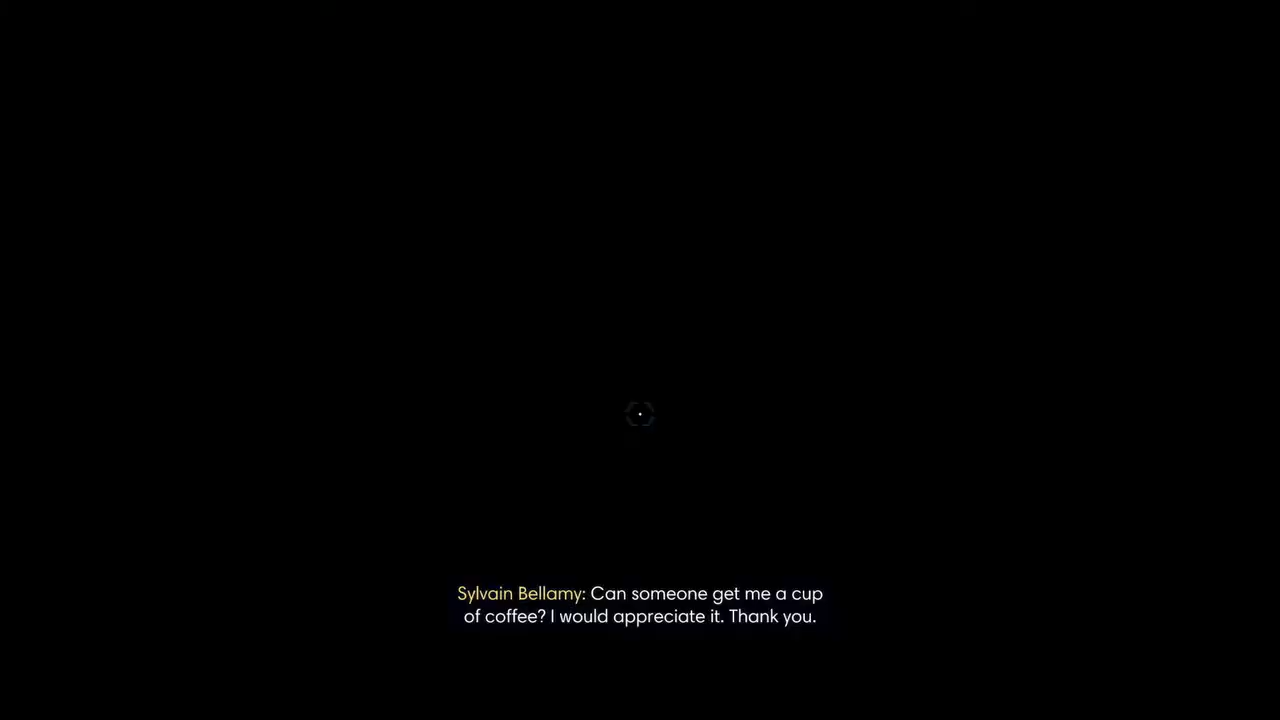 Sylvain Bellamy: Can someone get me a cup
of coffee? I would appreciate it. Thank you.